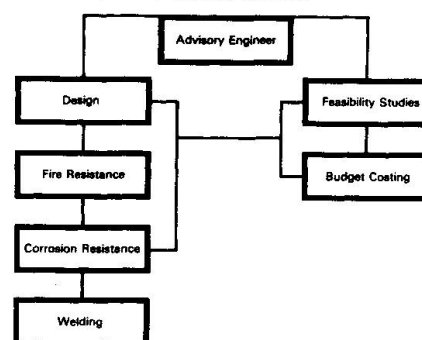 Advisory Engineer
Design
Feasibility Studies
Fire Resistance
Budget Costing
Corrosion Resistance
Welding